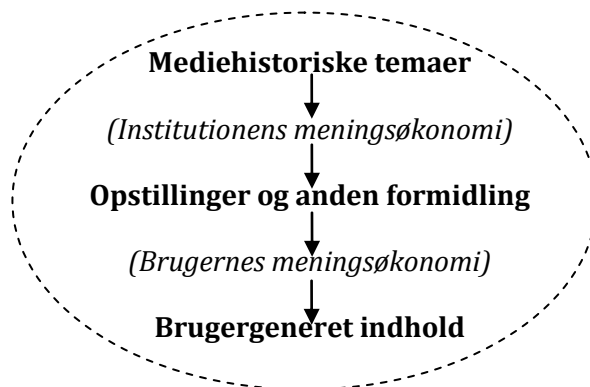 Mediehistoriske temaer
(Institutionens meningsøkonomi)
Opstillinger og anden formidling
(Brugernes meningsøkonomi)
Brugergeneret indhold